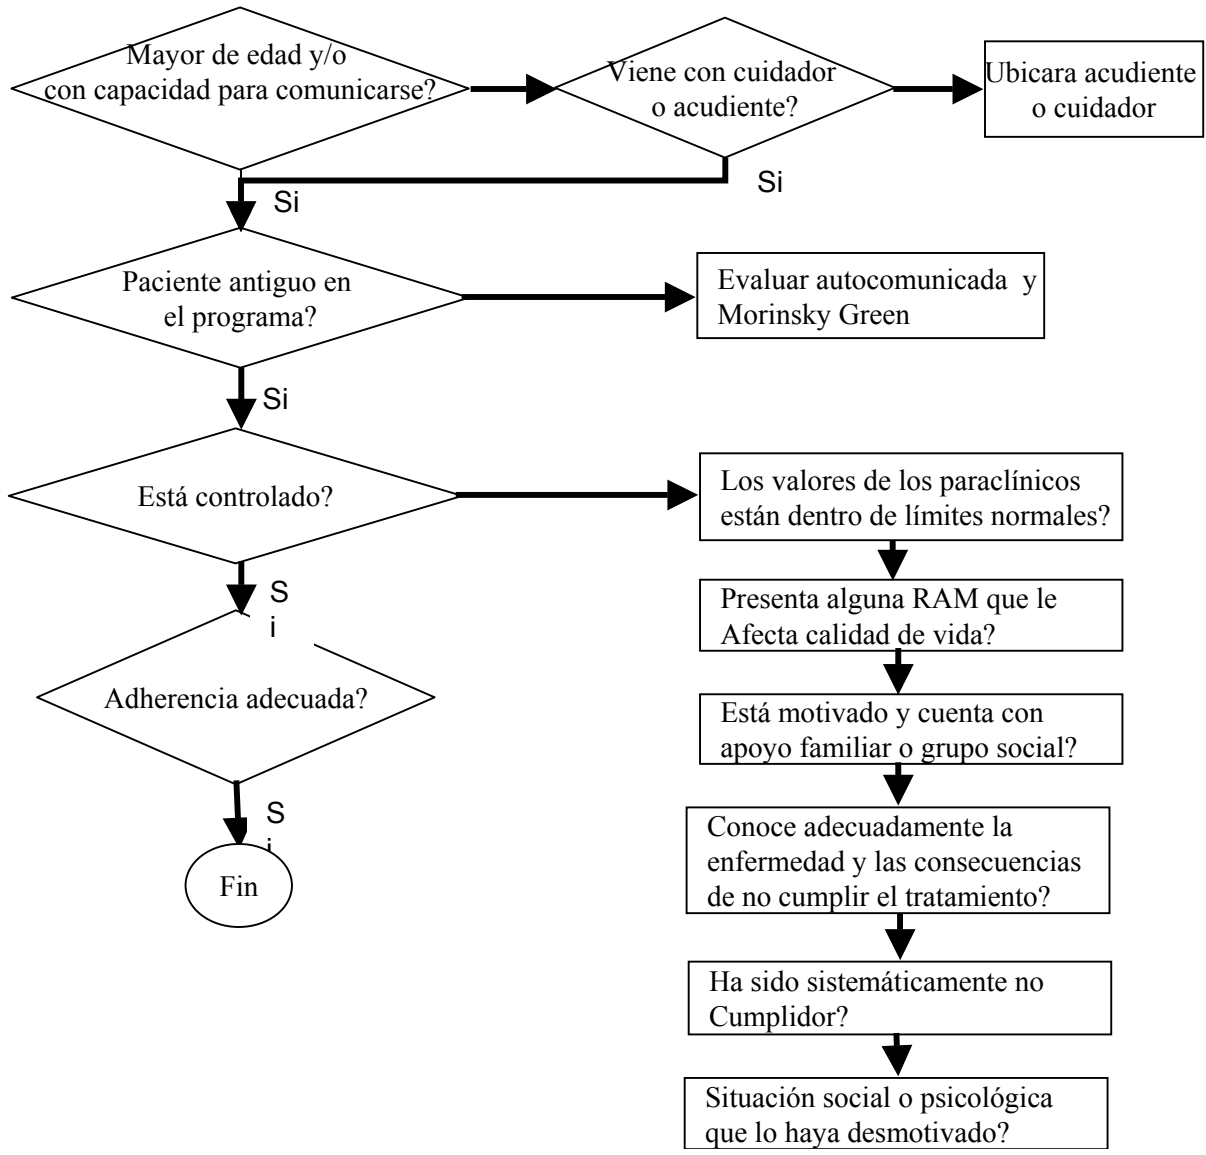 Mayor de edad y/o
con capacidad para comunicarse?
Viene con cuidador
o acudiente?
Ubicara acudiente
o cuidador
Si
Si
Paciente antiguo en
el programa?
Evaluar autocomunicada y
Morinsky Green
Si
Está controlado?
Los valores de los paraclínicos
están dentro de límites normales?
S
i
Presenta alguna RAM que le
Afecta calidad de vida?
Adherencia adecuada?
Está motivado y cuenta con
apoyo familiar o grupo social?
S
i
Fin
Conoce adecuadamente la
enfermedad y las consecuencias
de no cumplir el tratamiento?
Ha sido sistemáticamente no
Cumplidor?
Situación social o psicológica
que lo haya desmotivado?